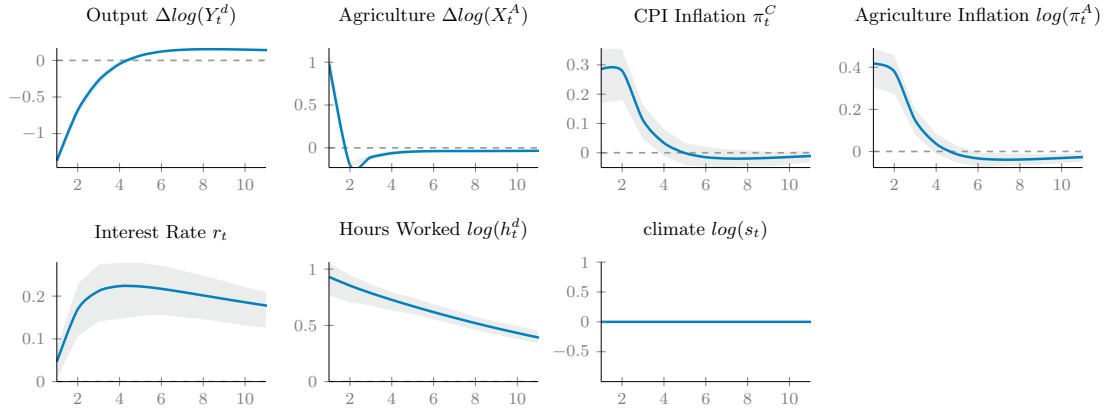 Output Δlog(Y_t^d)
Agriculture Δlog(X_t^A)
CPI Inflation π_t^C
Agriculture Inflation log(π_t^A)
0
−0.5
−1
2 4 6 8 10
1
0.5
0
2 4 6 8 10
0.3
0.2
0.1
0
2 4 6 8 10
0.4
0.2
0
2 4 6 8 10
Interest Rate r_t
Hours Worked log(h_t^d)
climate log(s_t)
0.2
0.1
0
2 4 6 8 10
1
0.5
0
2 4 6 8 10
1
0.5
0
−0.5
2 4 6 8 10